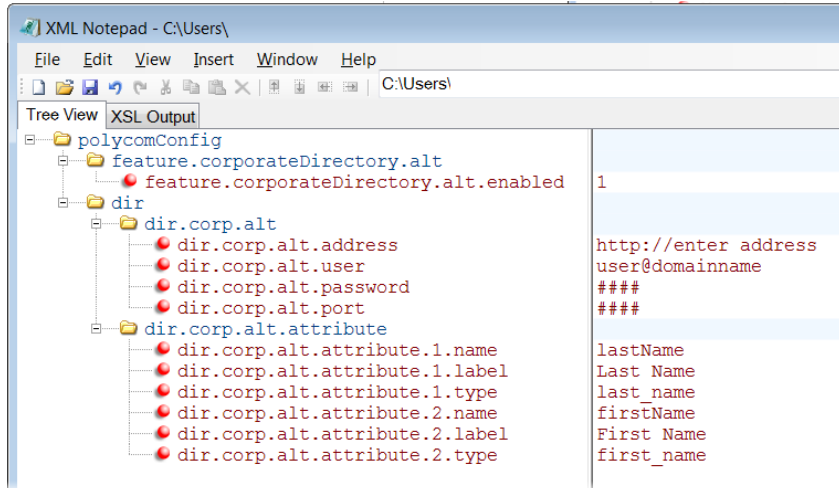 XML Notepad - C:\Users\
File Edit View Insert Window Help
C:\Users\
Tree View XSL Output
polycomConfig
feature.corporateDirectory.alt
feature.corporateDirectory.alt.enabled 1
dir
dir.corp.alt
dir.corp.alt.address http://enter address
dir.corp.alt.user user@domainname
dir.corp.alt.password ####
dir.corp.alt.port ####
dir.corp.alt.attribute
dir.corp.alt.attribute.1.name lastName
dir.corp.alt.attribute.1.label Last Name
dir.corp.alt.attribute.1.type last_name
dir.corp.alt.attribute.2.name firstName
dir.corp.alt.attribute.2.label First Name
dir.corp.alt.attribute.2.type first_name